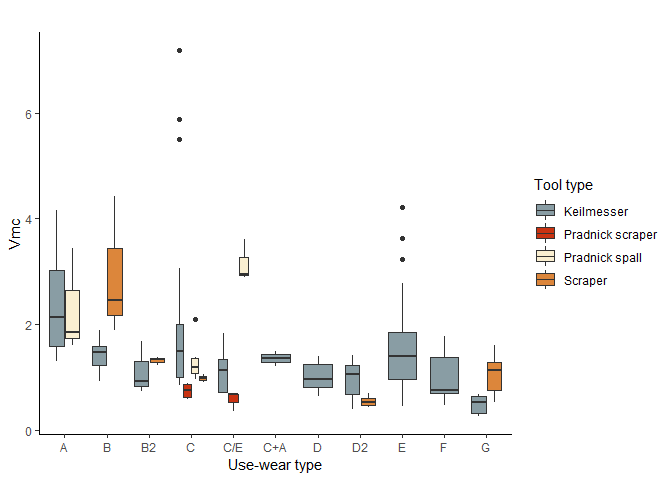 6
4
2
0
Vmc
A B B2 C C/E C+A D D2 E F G
Use-wear type
Tool type
Keilmesser
Pradnick scraper
Pradnick spall
Scraper